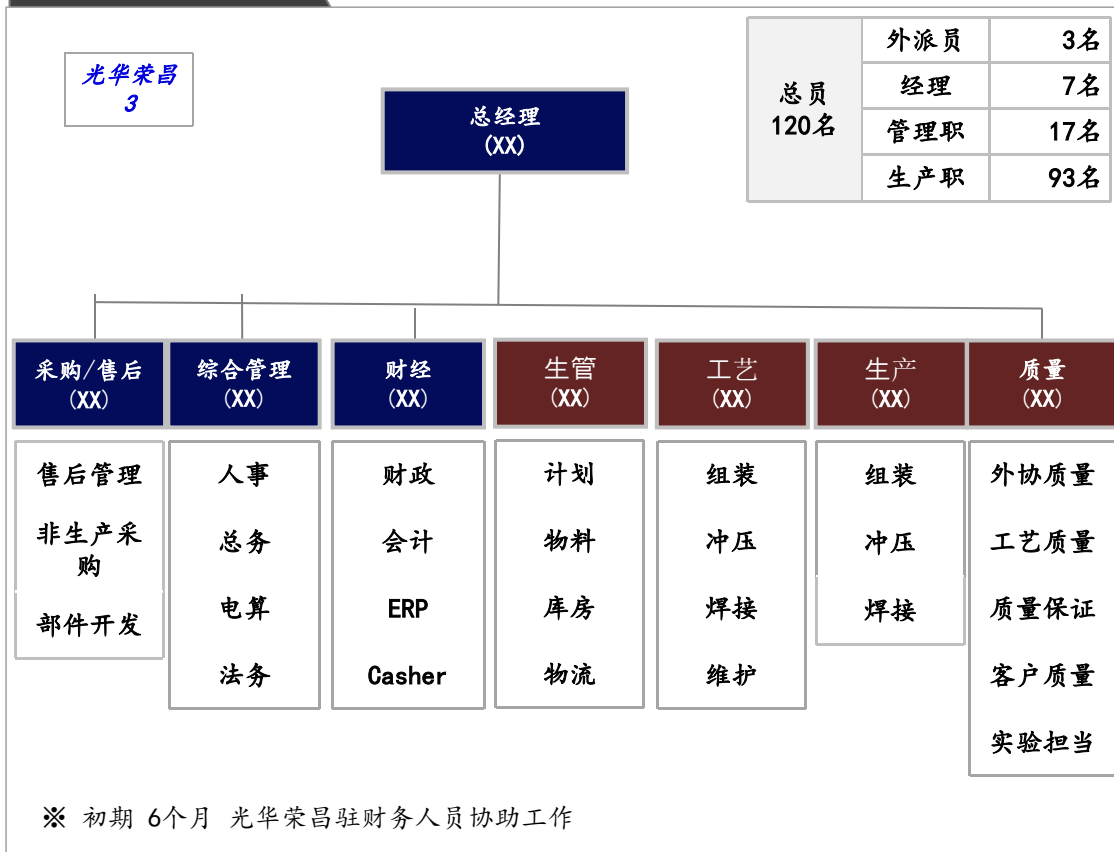 光华荣昌
3
总经理
(XX)
总员
120名
外派员 3名
经理 7名
管理职 17名
生产职 93名
采购/售后
(XX)
综合管理
(XX)
财经
(XX)
生管
(XX)
工艺
(XX)
生产
(XX)
质量
(XX)
售后管理
非生产采
购
部件开发
人事
总务
电算
法务
财政
会计
ERP
Casher
计划
物料
库房
物流
组装
冲压
焊接
维护
组装
冲压
焊接
外协质量
工艺质量
质量保证
客户质量
实验担当
※ 初期 6个月 光华荣昌驻财务人员协助工作